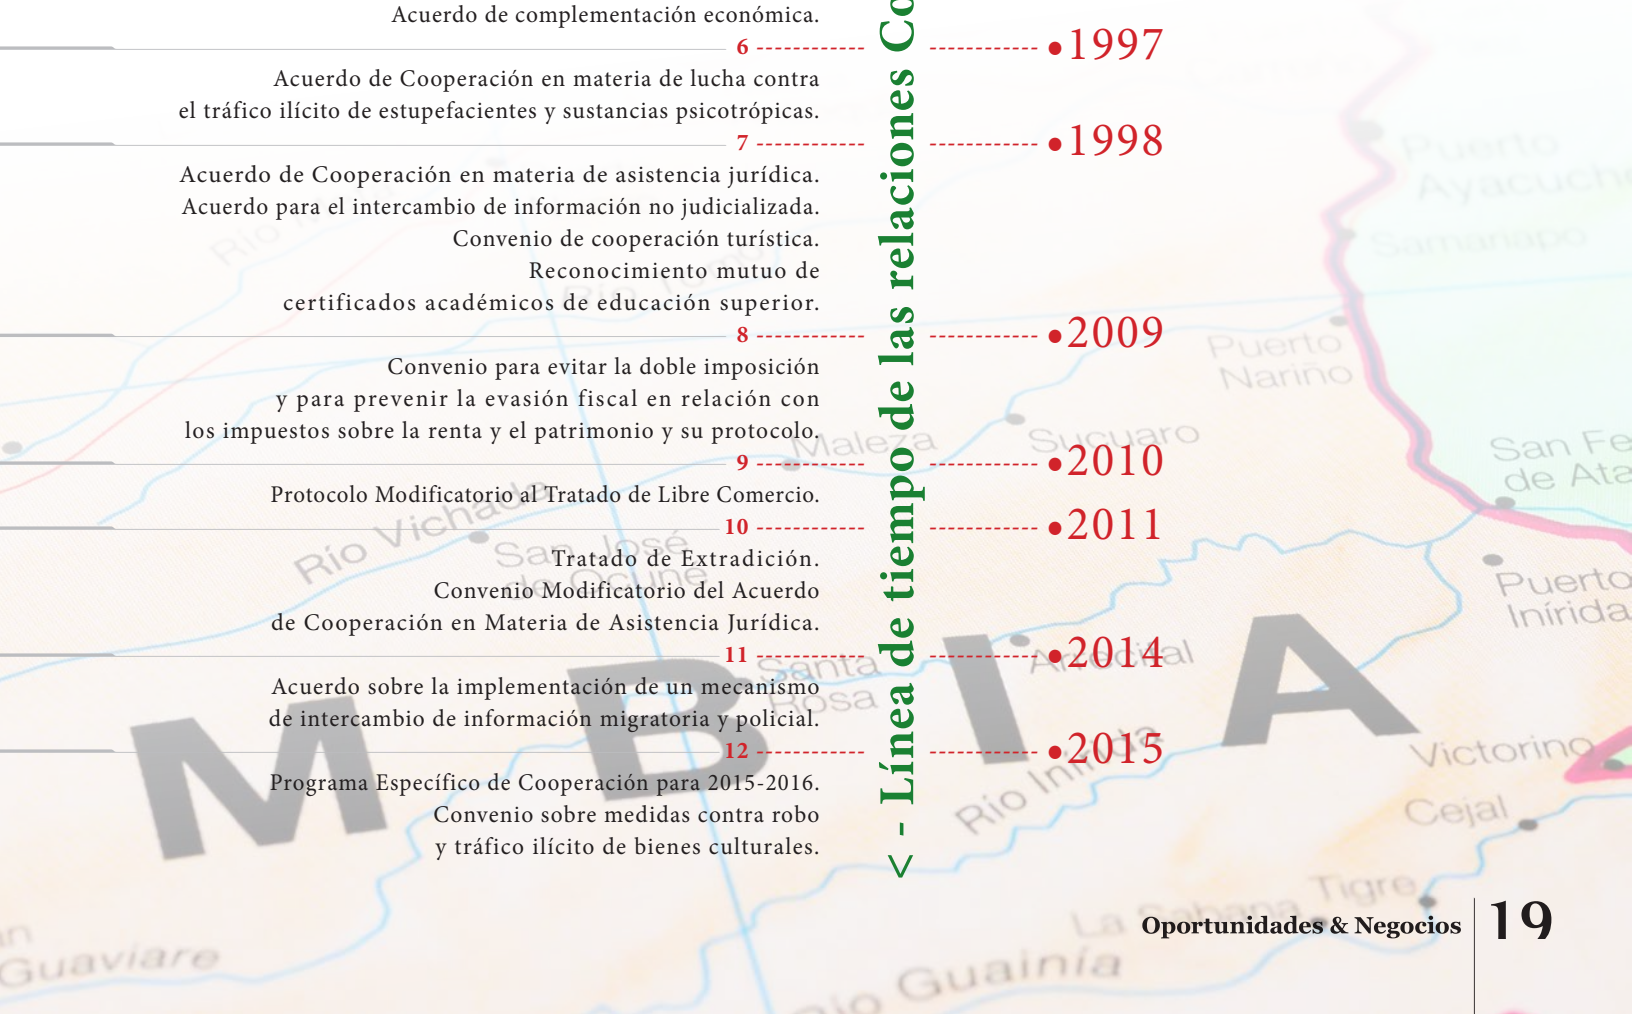 Acuerdo de complementación económica.
6 1997
Acuerdo de Cooperación en materia de lucha contra
el tráfico ilícito de estupefacientes y sustancias psicotrópicas.
7 1998
Acuerdo de Cooperación en materia de asistencia jurídica.
Acuerdo para el intercambio de información no judicializada.
Convenio de cooperación turística.
Reconocimiento mutuo de
certificados académicos de educación superior.
8 2009
Convenio para evitar la doble imposición
y para prevenir la evasión fiscal en relación con
los impuestos sobre la renta y el patrimonio y su protocolo.
9 2010
Protocolo Modificatorio al Tratado de Libre Comercio.
10 2011
Tratado de Extradición.
Convenio Modificatorio del Acuerdo
de Cooperación en Materia de Asistencia Jurídica.
11 2014
Acuerdo sobre la implementación de un mecanismo
de intercambio de información migratoria y policial.
12 2015
Programa Específico de Cooperación para 2015-2016.
Convenio sobre medidas contra robo
y tráfico ilícito de bienes culturales.
< - Línea de tiempo de las relaciones Co
Puerto
Ayacucho
Samariapo
Puerto
Nariño
Maleza
Sucuaro
San Fe
de Ata
Río Vichada
San José
de Ocune
Puerto
Inírida
Santa
Rosa
Arrecifal
M B I A
Río Inírida
Victorino
Cejal
Tigre
La Sabana
Guaviare
Río Guainía
Río Tomo
Oportunidades & Negocios 19